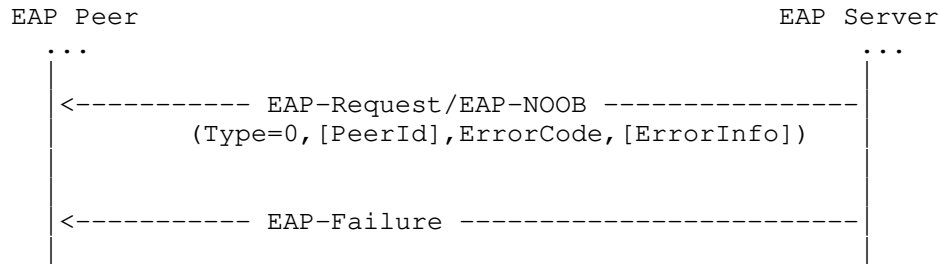 EAP Peer EAP Server
... ...
<----------- EAP-Request/EAP-NOOB ----------------|
(Type=0,[PeerId],ErrorCode,[ErrorInfo])
<----------- EAP-Failure -------------------------|